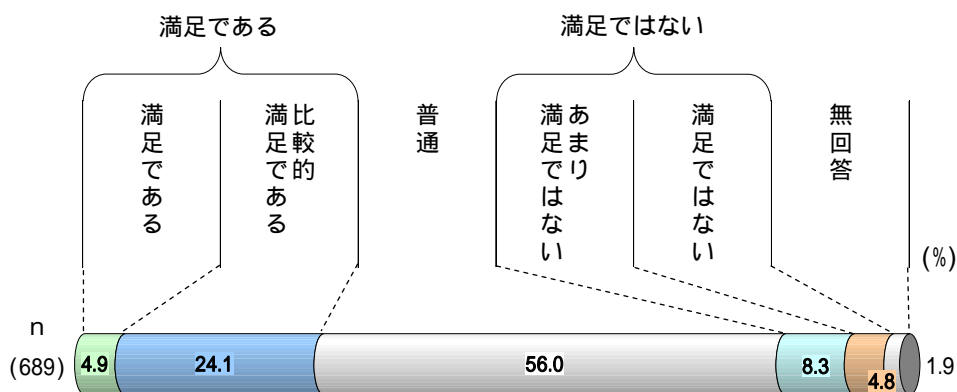 満足である
満足ではない
満足である
比較的
満足である
普通
あまり
満足ではない
満足ではない
無回答
(%)
n
(689)
4.9
24.1
56.0
8.3
4.8
1.9